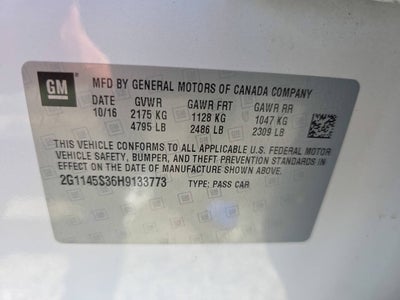 GM
MFD BY GENERAL MOTORS OF CANADA COMPANY
DATE GVWR GAWR FRT GAWR RR
10/16 2175 KG 1128 KG 1047 KG
4795 LB 2486 LB 2309 LB
THIS VEHICLE CONFORMS TO ALL APPLICABLE U.S. FEDERAL MOTOR
VEHICLE SAFETY, BUMPER, AND THEFT PREVENTION STANDARDS IN
EFFECT ON THE DATE OF MANUFACTURE SHOWN ABOVE.
2G1145S36H9133773 TYPE: PASS CAR